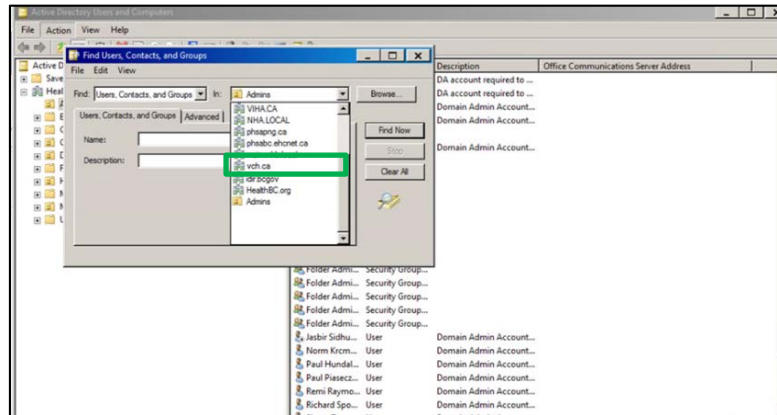 Active Directory Users and Computers
File Action View Help
Find Users, Contacts, and Groups
File Edit View
Find: Users, Contacts, and Groups In: Admins Browse...
VIHA.CA
NHA.LOCAL
phsapng.ca
phsabc.ehcnet.ca
vch.ca
idir.bcgov
HealthBC.org
Admins
Users, Contacts, and Groups Advanced
Name:
Description:
Find Now
Stop
Clear All
Active D
Save
Heal
Description Office Communications Server Address
DA account required to ...
DA account required to ...
Domain Admin Account...
Domain Admin Account...
Domain Admin Account...
Folder Admi... Security Group...
Folder Admi... Security Group...
Folder Admi... Security Group...
Folder Admi... Security Group...
Folder Admi... Security Group...
Jasbir Sidhu... User Domain Admin Account...
Norm Krcm... User Domain Admin Account...
Paul Hundal... User Domain Admin Account...
Paul Piasecz... User Domain Admin Account...
Remi Raymo... User Domain Admin Account...
Richard Spo... User Domain Admin Account...